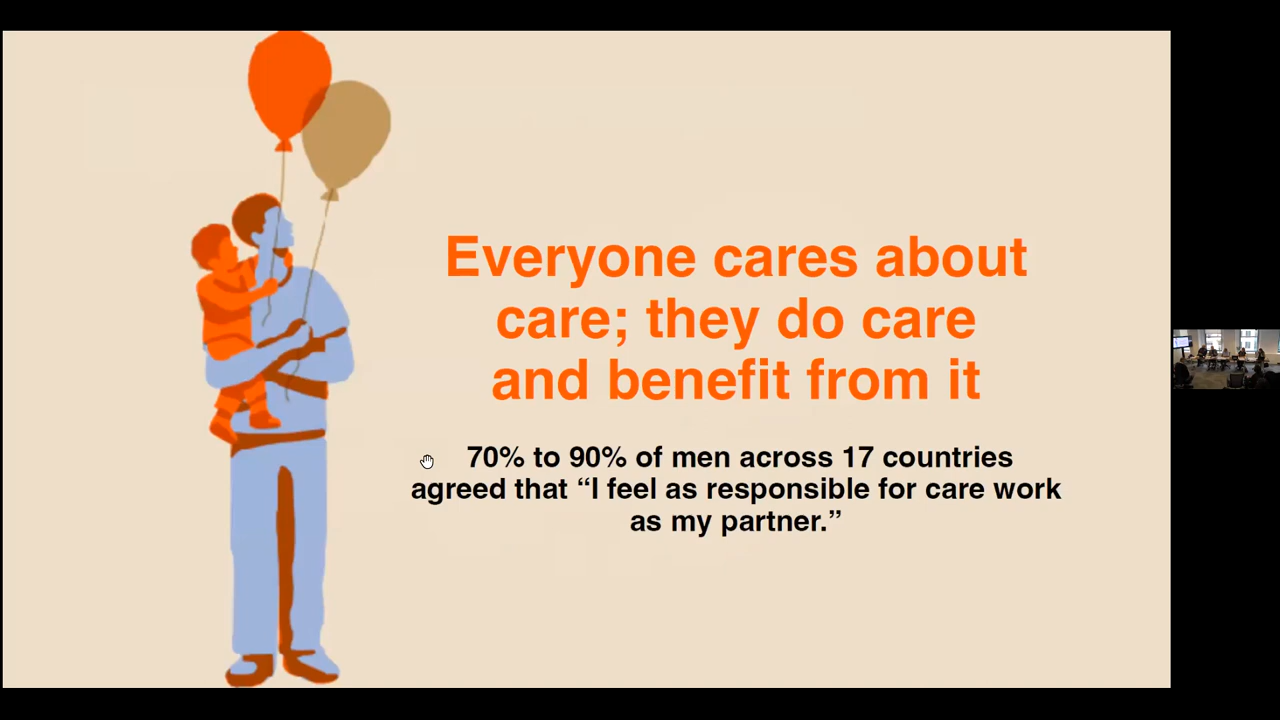 Everyone cares about
care; they do care
and benefit from it
70% to 90% of men across 17 countries
agreed that “I feel as responsible for care work
as my partner.”